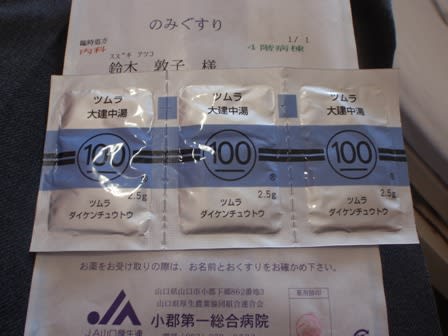 のみぐすり
臨時処方
1/1
内科
4階病棟
スズキ アツコ
鈴木 敦子 様
ツムラ
大建中湯
100
2.5g
ツムラ
ダイケンチュウトウ
ツムラ
大建中湯
100
2.5g
ツムラ
ダイケンチュウトウ
ツムラ
大建中湯
100
2.5g
ツムラ
ダイケンチュウトウ
お薬をお受け取りの際は、お名前とおくすりをお確かめ下さい。
山口県山口市小郡下郷862番地3
山口県厚生農業協同組合連合会
小郡第一総合病院
JA山口厚生連
薬剤師印